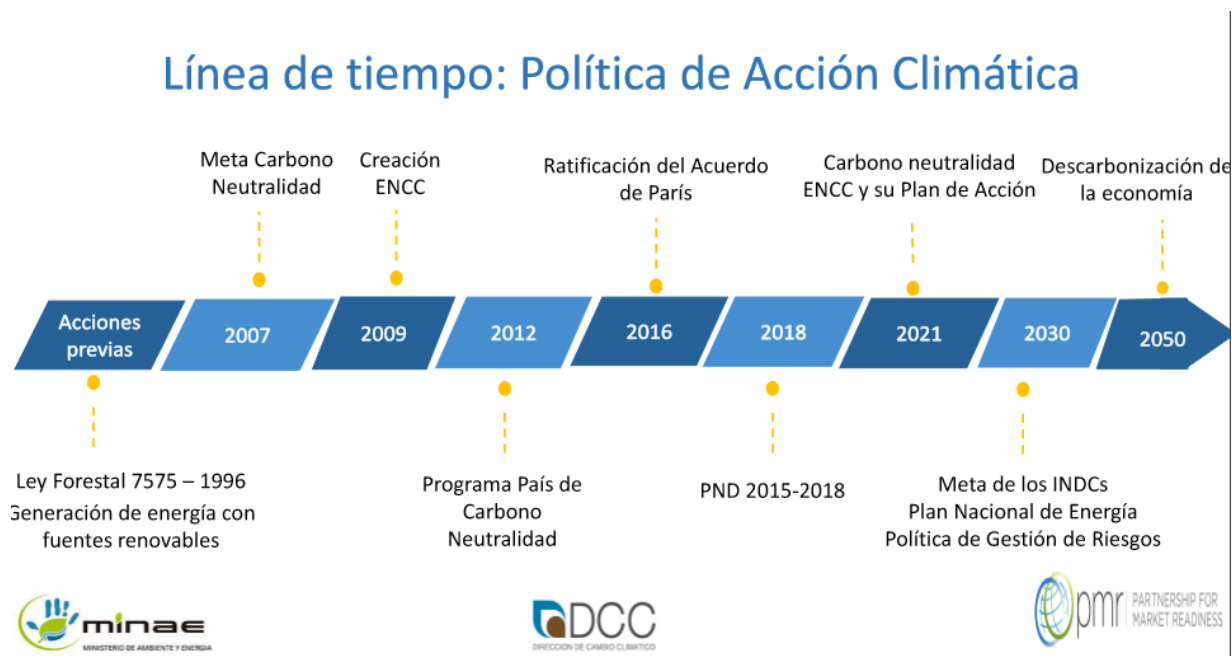 Línea de tiempo: Política de Acción Climática
Meta Carbono
Neutralidad
Creación
ENCC
Ratificación del Acuerdo
de París
Carbono neutralidad
ENCC y su Plan de Acción
Descarbonización de
la economía
Acciones
previas
2007
2009
2012
2016
2018
2021
2030
2050
Ley Forestal 7575 – 1996
Generación de energía con
fuentes renovables
Programa País de
Carbono
Neutralidad
PND 2015-2018
Meta de los INDCs
Plan Nacional de Energía
Política de Gestión de Riesgos
minae
MINISTERIO DE AMBIENTE Y ENERGIA
DCC
DIRECCION DE CAMBIO CLIMATICO
pmr
PARTNERSHIP FOR
MARKET READINESS